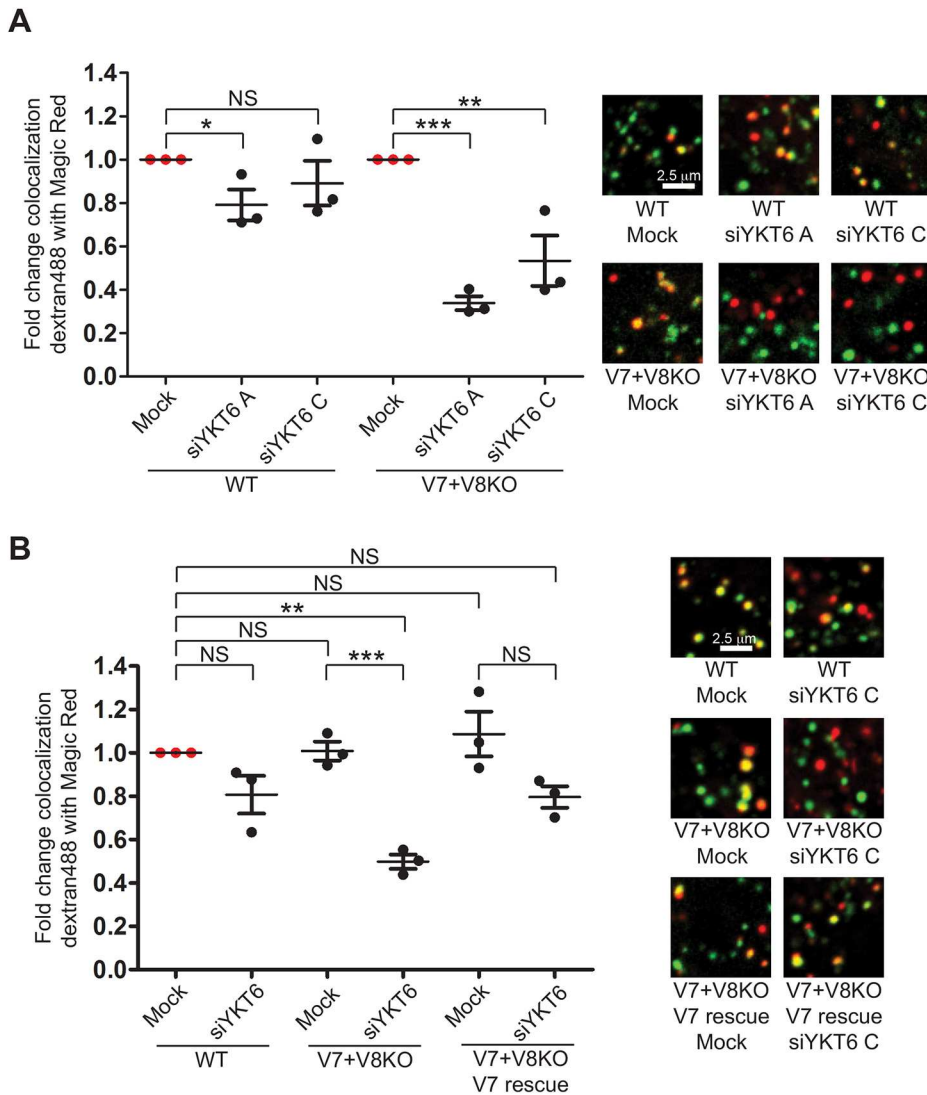 A
Fold change colocalization
dextran488 with Magic Red
1.4
1.2
1.0
0.8
0.6
0.4
0.2
0.0
NS
*
**
***
Mock
siYKT6 A
siYKT6 C
Mock
siYKT6 A
siYKT6 C
WT
V7+V8KO
2.5 μm
WT
Mock
WT
siYKT6 A
WT
siYKT6 C
V7+V8KO
Mock
V7+V8KO
siYKT6 A
V7+V8KO
siYKT6 C
B
Fold change colocalization
dextran488 with Magic Red
NS
NS
**
NS
NS
***
NS
1.4
1.2
1.0
0.8
0.6
0.4
0.2
0.0
Mock
siYKT6
Mock
siYKT6
Mock
siYKT6
WT
V7+V8KO
V7+V8KO
V7 rescue
2.5 μm
WT
Mock
WT
siYKT6 C
V7+V8KO
Mock
V7+V8KO
siYKT6 C
V7+V8KO
V7 rescue
Mock
V7+V8KO
V7 rescue
siYKT6 C